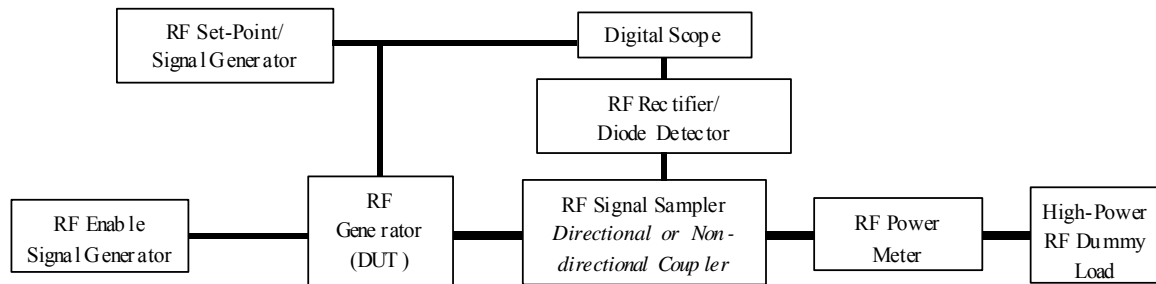 RF Set-Point/
Signal Generator
Digital Scope
RF Rectifier/
Diode Detector
RF Enable
Signal Generator
RF
Generator
(DUT)
RF Signal Sampler
Directional or Non-
directional Coupler
RF Power
Meter
High-Power
RF Dummy
Load